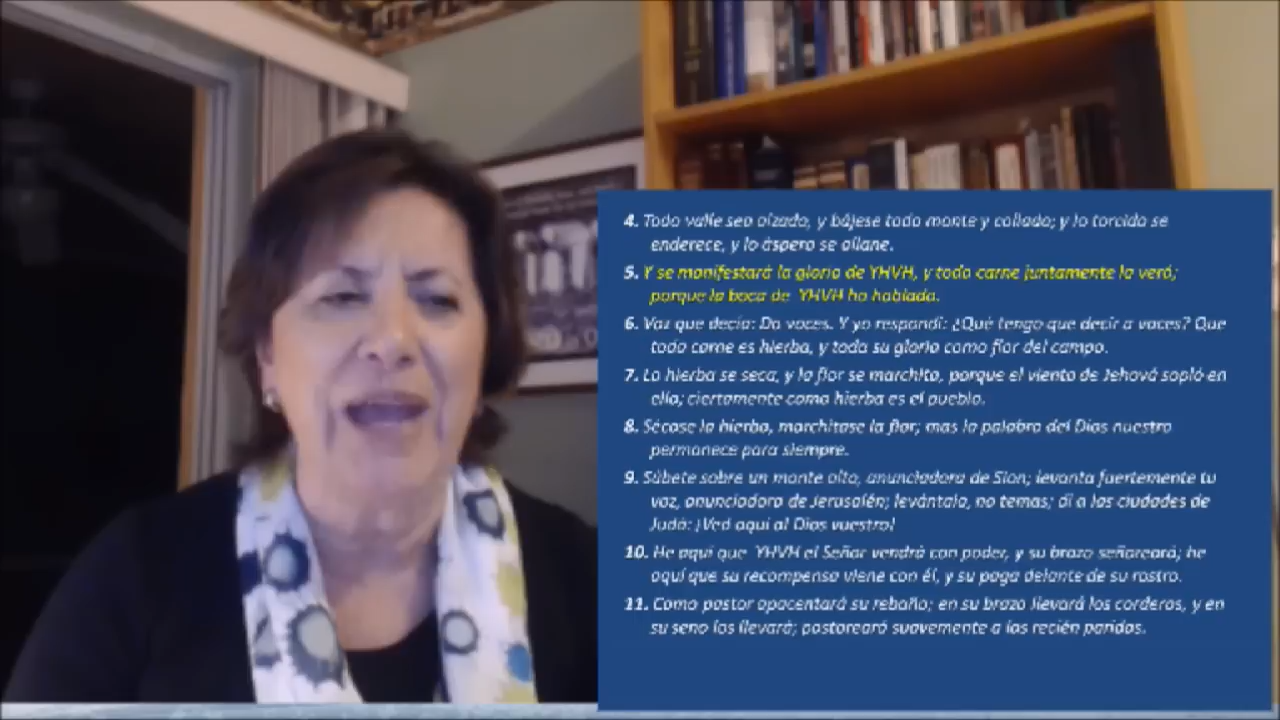 4. Todo valle sea alzado, y bájese todo monte y collado; y lo torcido se
enderece, y lo áspero se allane.
5. Y se manifestará la gloria de YHVH, y toda carne juntamente la verá;
porque la boca de YHVH ha hablado.
6. Voz que decía: Da voces. Y yo respondí: ¿Qué tengo que decir a voces? Que
toda carne es hierba, y toda su gloria como flor del campo.
7. La hierba se seca, y la flor se marchita, porque el viento de Jehová sopló en
ella; ciertamente como hierba es el pueblo.
8. Sécase la hierba, marchítase la flor; mas la palabra del Dios nuestro
permanece para siempre.
9. Súbete sobre un monte alto, anunciadora de Sion; levanta fuertemente tu
voz, anunciadora de Jerusalén; levántala, no temas; di a las ciudades de
Judá: ¡Ved aquí al Dios vuestro!
10. He aquí que YHVH el Señor vendrá con poder, y su brazo señoreará; he
aquí que su recompensa viene con él, y su paga delante de su rostro.
11. Como pastor apacentará su rebaño; en su brazo llevará los corderos, y en
su seno los llevará; pastoreará suavemente a las recién paridas.